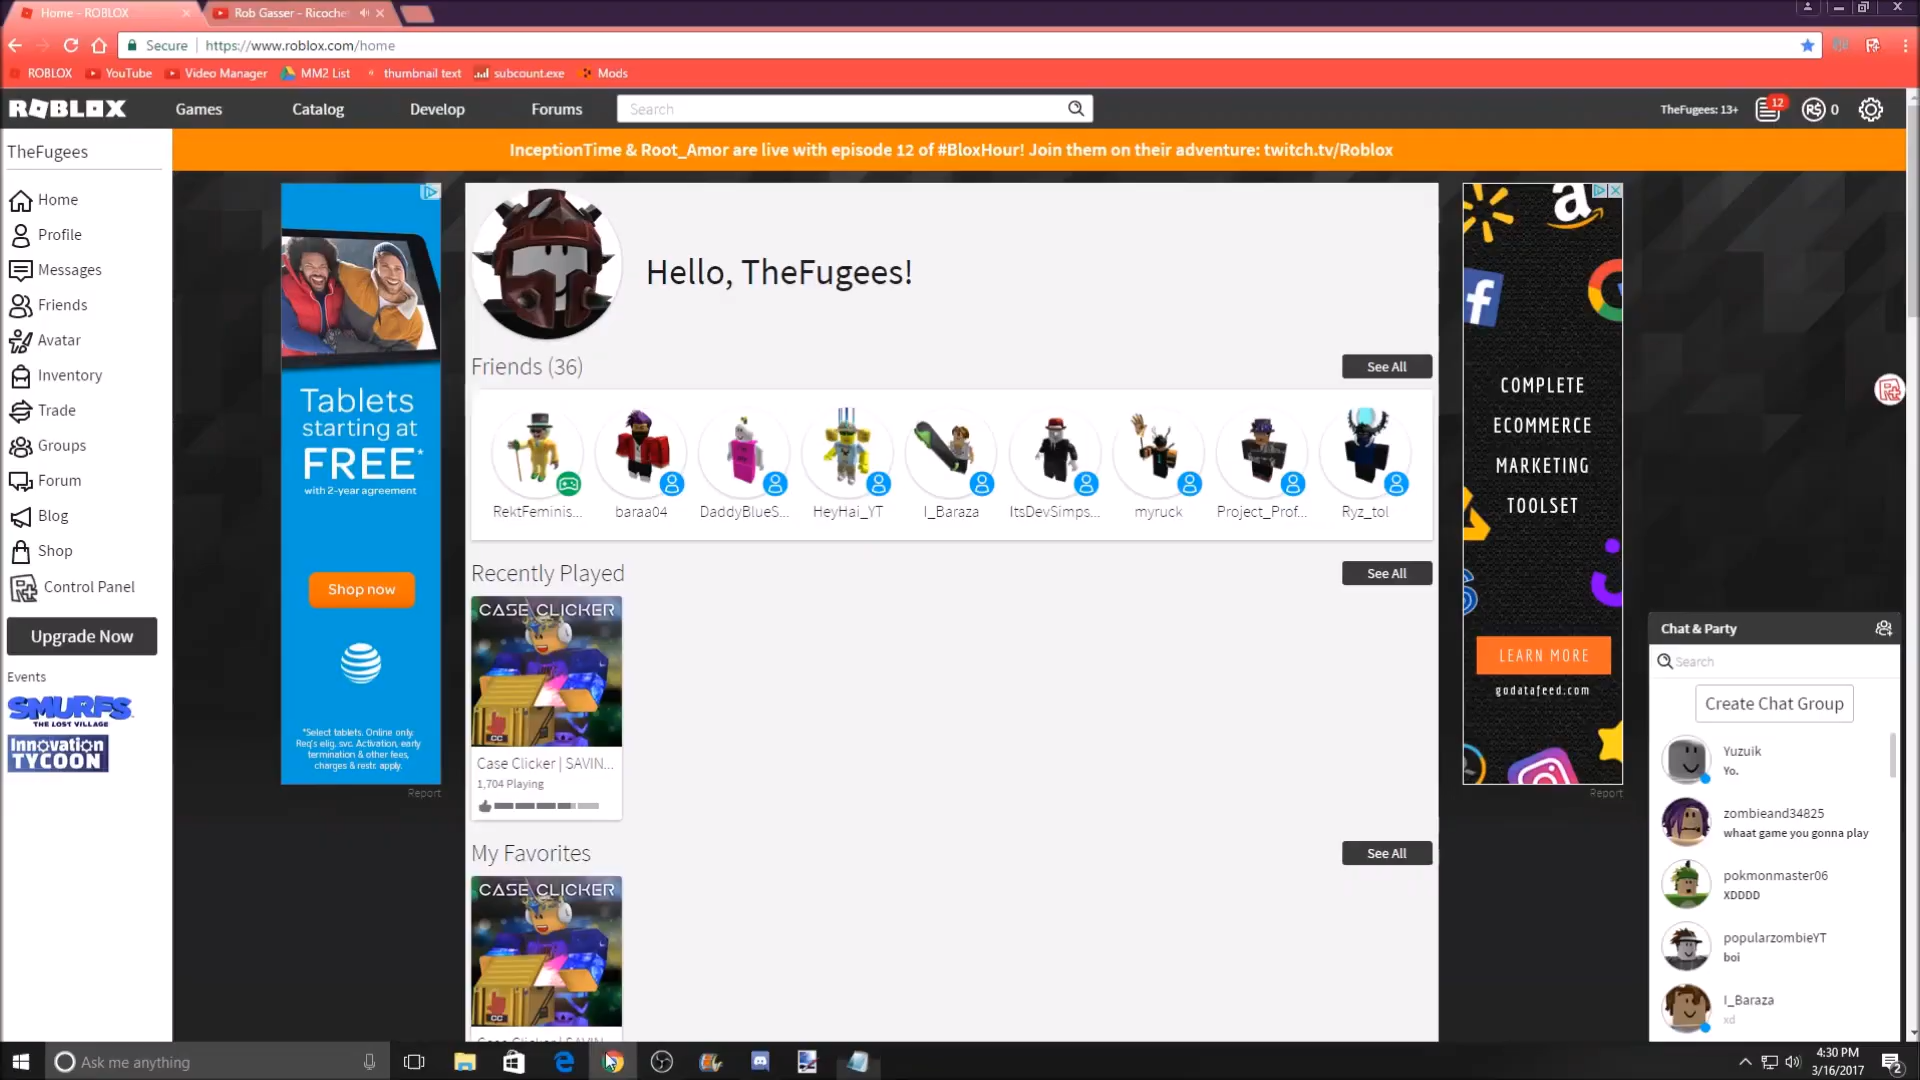 Home - ROBLOX
Rob Gasser - Ricochet
Secure
https://www.roblox.com/home
ROBLOX
YouTube
Video Manager
MM2 List
thumbnail text
subcount.exe
Mods
ROBLOX
Games
Catalog
Develop
Forums
Search
TheFugees: 13+
12
R$
0
TheFugees
InceptionTime & Root_Amor are live with episode 12 of #BloxHour! Join them on their adventure: twitch.tv/Roblox
Home
Profile
Messages
Friends
Avatar
Inventory
Trade
Groups
Forum
Blog
Shop
Control Panel
Upgrade Now
Events
SMURFS
THE LOST VILLAGE
Innovation
TYCOON
Tablets
starting at
FREE*
with 2-year agreement
Shop now
*Select tablets. Online only.
Req's elig. svc. Activation, early
termination & other fees,
charges & restr. apply.
Report
Hello, TheFugees!
Friends (36)
See All
RektFeminis...
baraa04
DaddyBlueS...
HeyHai_YT
I_Baraza
ItsDevSimps...
myruck
Project_Prof...
Ryz_tol
Recently Played
See All
CASE CLICKER
CC
Case Clicker | SAVIN...
1,704 Playing
My Favorites
See All
CASE CLICKER
CC
Case Clicker | SAVIN...
a
f
COMPLETE
ECOMMERCE
MARKETING
TOOLSET
LEARN MORE
godatafeed.com
Report
Chat & Party
Search
Create Chat Group
Yuzuik
Yo.
zombieand34825
whaat game you gonna play
pokmonmaster06
XDDDD
popularzombieYT
boi
I_Baraza
xd
Ask me anything
4:30 PM
3/16/2017
2